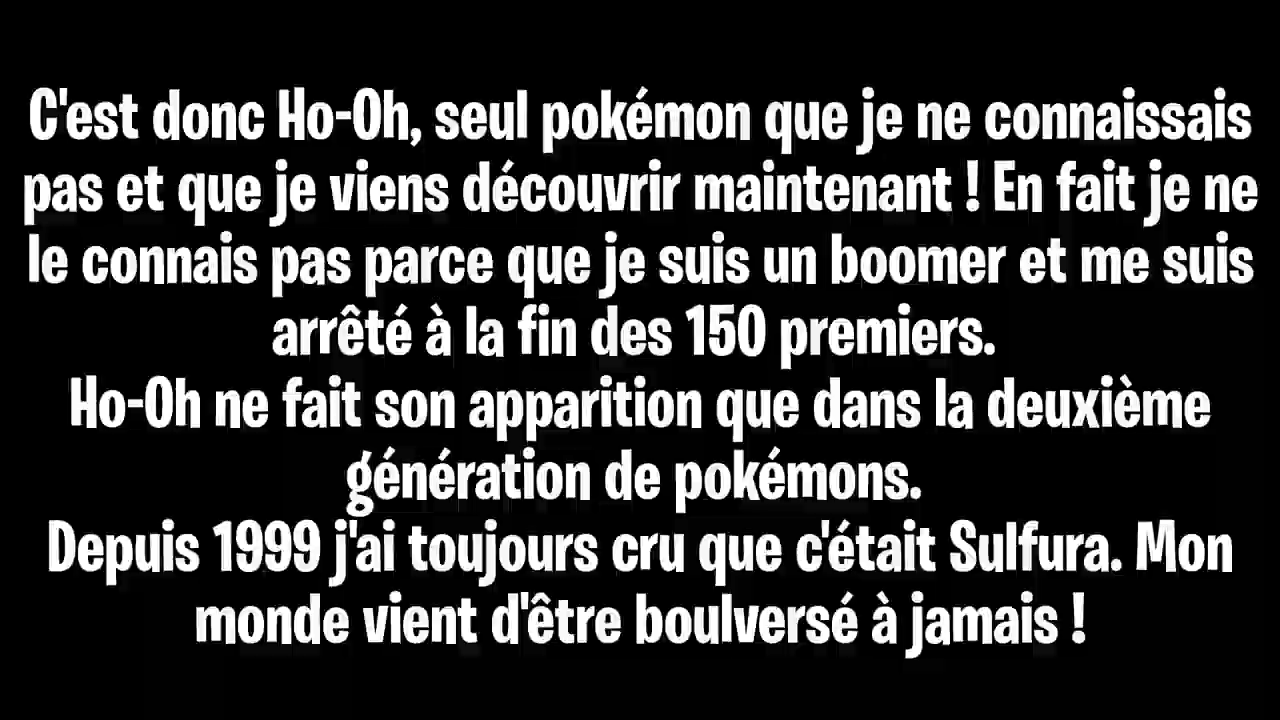 C'est donc Ho-Oh, seul pokémon que je ne connaissais
pas et que je viens découvrir maintenant ! En fait je ne
le connais pas parce que je suis un boomer et me suis
arrêté à la fin des 150 premiers.
Ho-Oh ne fait son apparition que dans la deuxième
génération de pokémons.
Depuis 1999 j'ai toujours cru que c'était Sulfura. Mon
monde vient d'être boulversé à jamais !